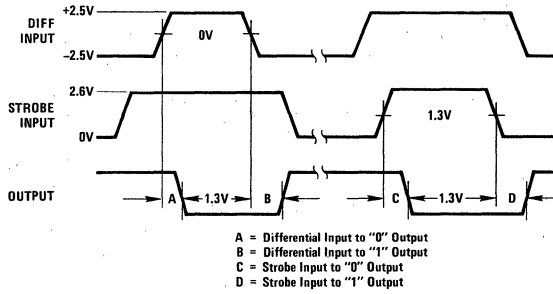 +2.5V
DIFF
INPUT
0V
−2.5V
2.6V
STROBE
INPUT
1.3V
0V
OUTPUT
A
1.3V
B
C
1.3V
D
A = Differential Input to "0" Output
B = Differential Input to "1" Output
C = Strobe Input to "0" Output
D = Strobe Input to "1" Output